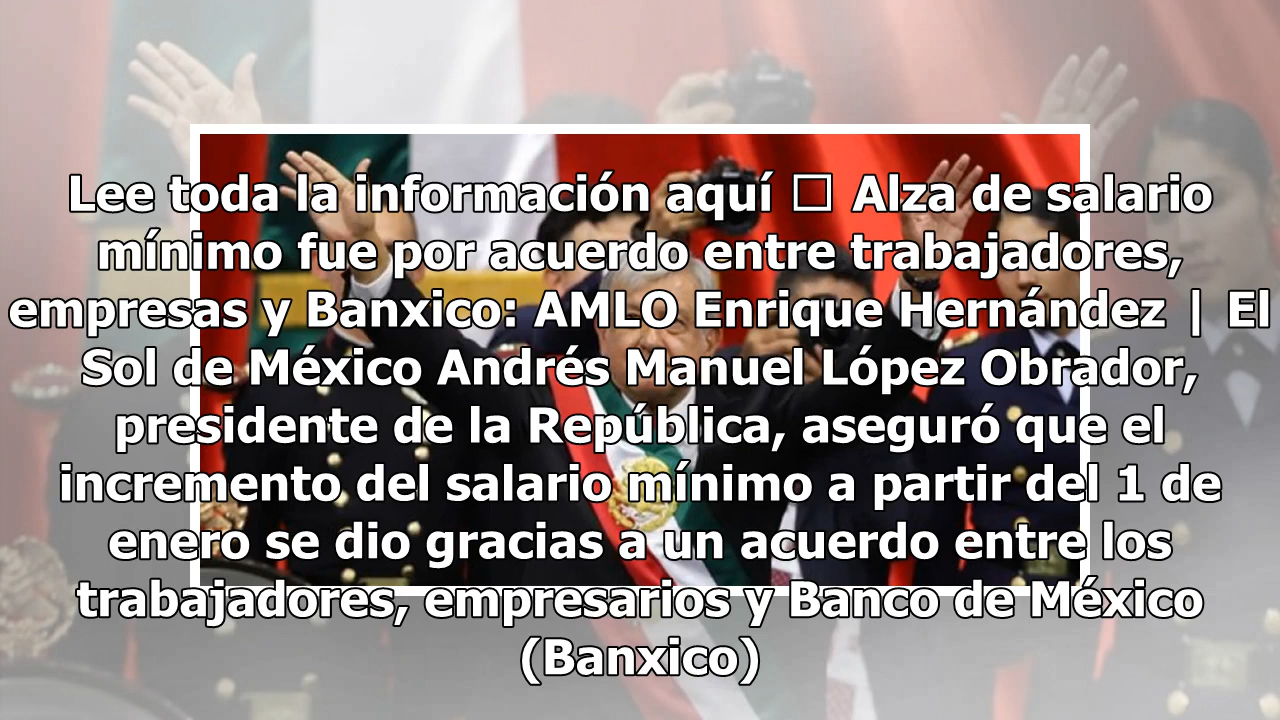 Lee toda la información aquí □ Alza de salario
mínimo fue por acuerdo entre trabajadores,
empresas y Banxico: AMLO Enrique Hernández | El
Sol de México Andrés Manuel López Obrador,
presidente de la República, aseguró que el
incremento del salario mínimo a partir del 1 de
enero se dio gracias a un acuerdo entre los
trabajadores, empresarios y Banco de México
(Banxico)